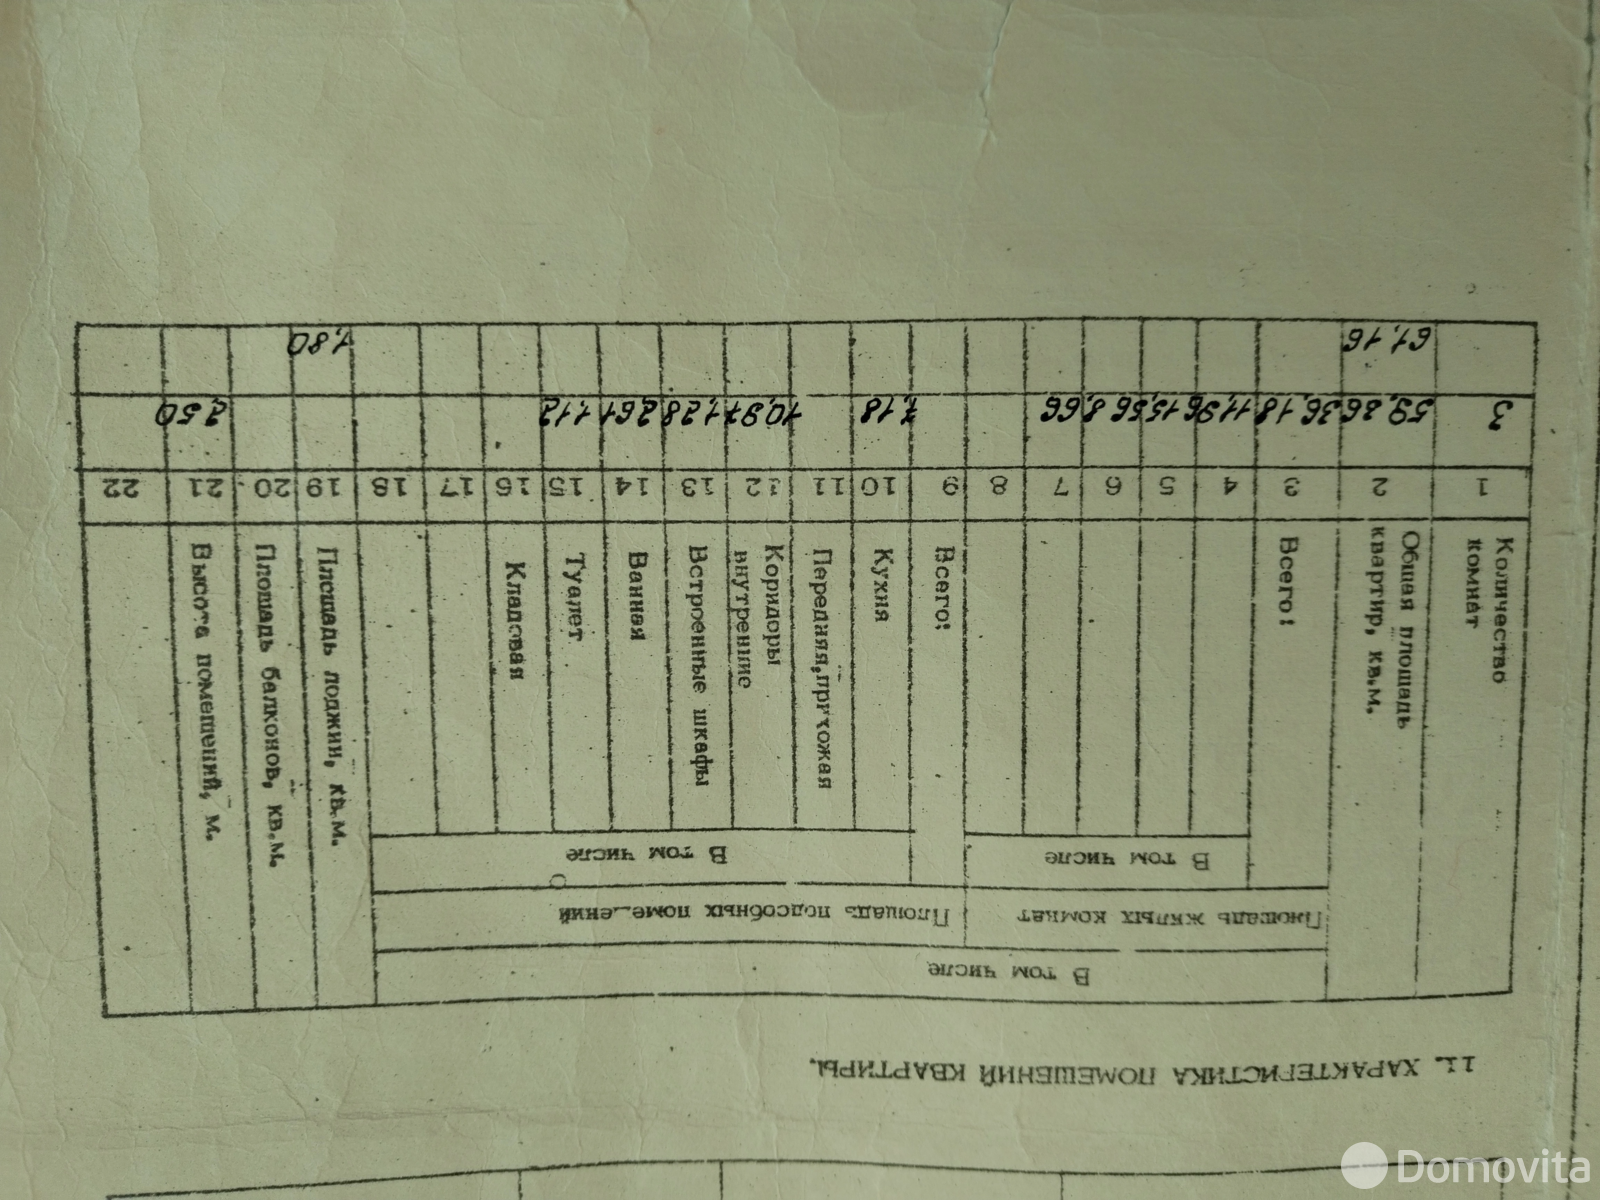 11. ХАРАКТЕРИСТИКА ПОМЕЩЕНИЙ КВАРТИРЫ.
Количество комнат
Общая площадь квартир, кв.м.
В том числе
Площадь жилых комнат
Площадь подсобных помещений
Всего:
В том числе
Всего:
В том числе
Кухня
Передняя, прихожая
Коридоры внутренние
Встроенные шкафы
Ванная
Туалет
Кладовая
Площадь лоджии, кв.м.
Площадь балконов, кв.м.
Высота помещений, м.
1 2 3 4 5 6 7 8 9 10 11 12 13 14 15 16 17 18 19 20 21 22
3 59,36 36,18 11,96 15,56 8,66 7,18 10,97 1,28 2,61 1,12 2,50
61,16 1,80
Domovita